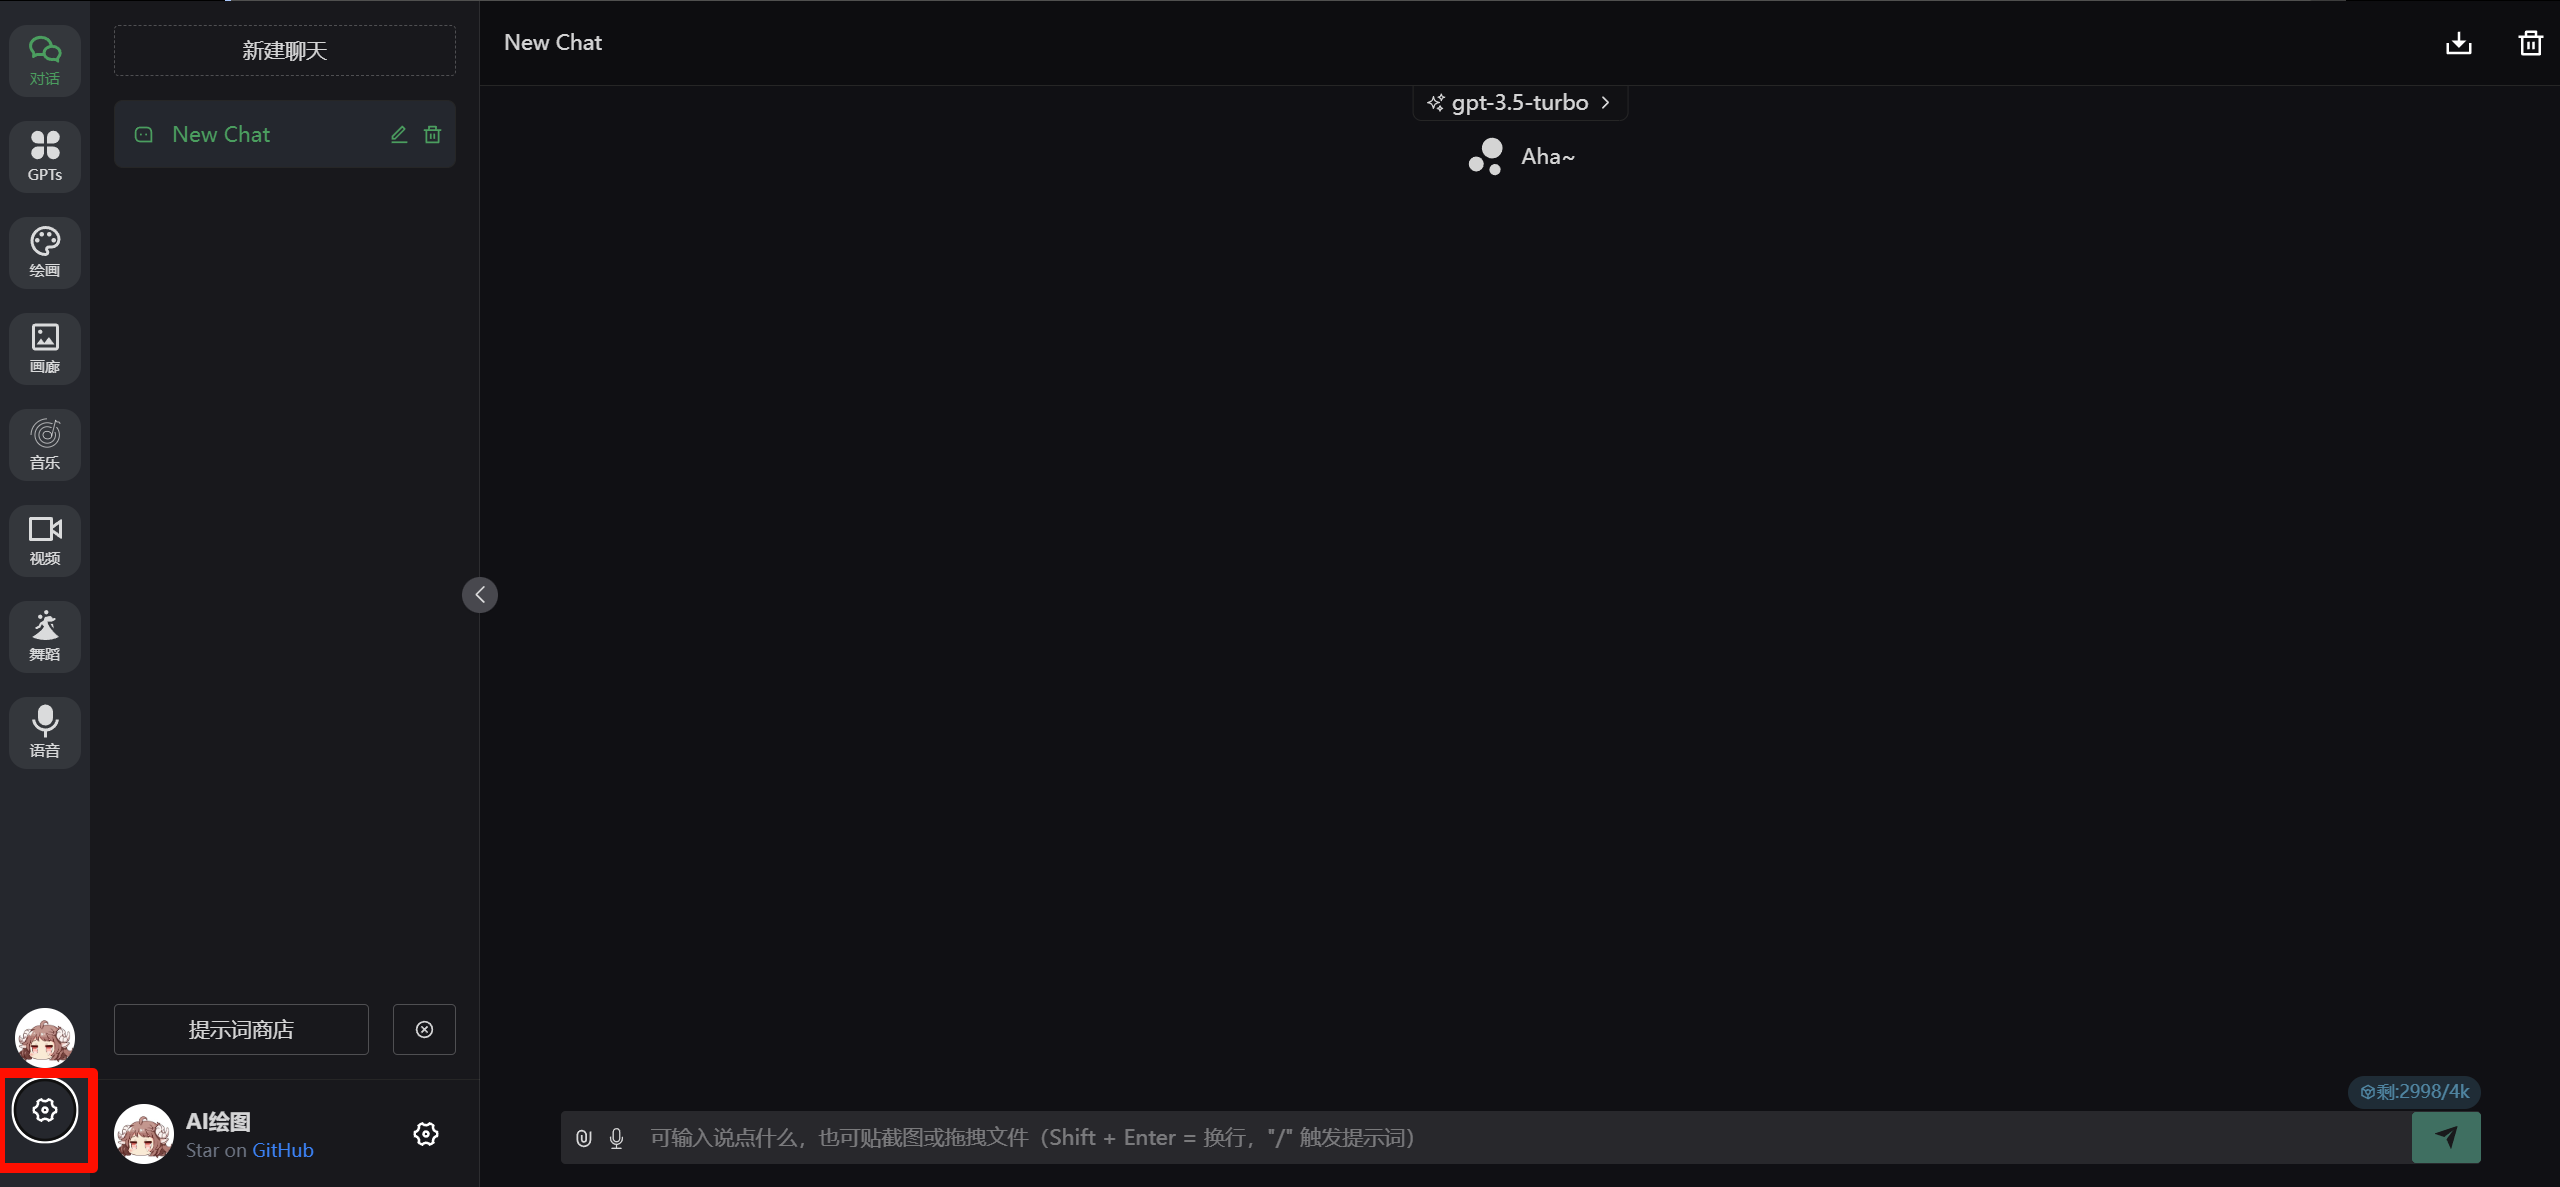 对话
GPTs
绘画
画廊
音乐
视频
舞蹈
语音
新建聊天
New Chat
提示词商店
AI绘图
Star on GitHub
New Chat
gpt-3.5-turbo
Aha~
剩:2998/4k
可输入说点什么，也可贴截图或拖拽文件（Shift + Enter = 换行，"/" 触发提示词）